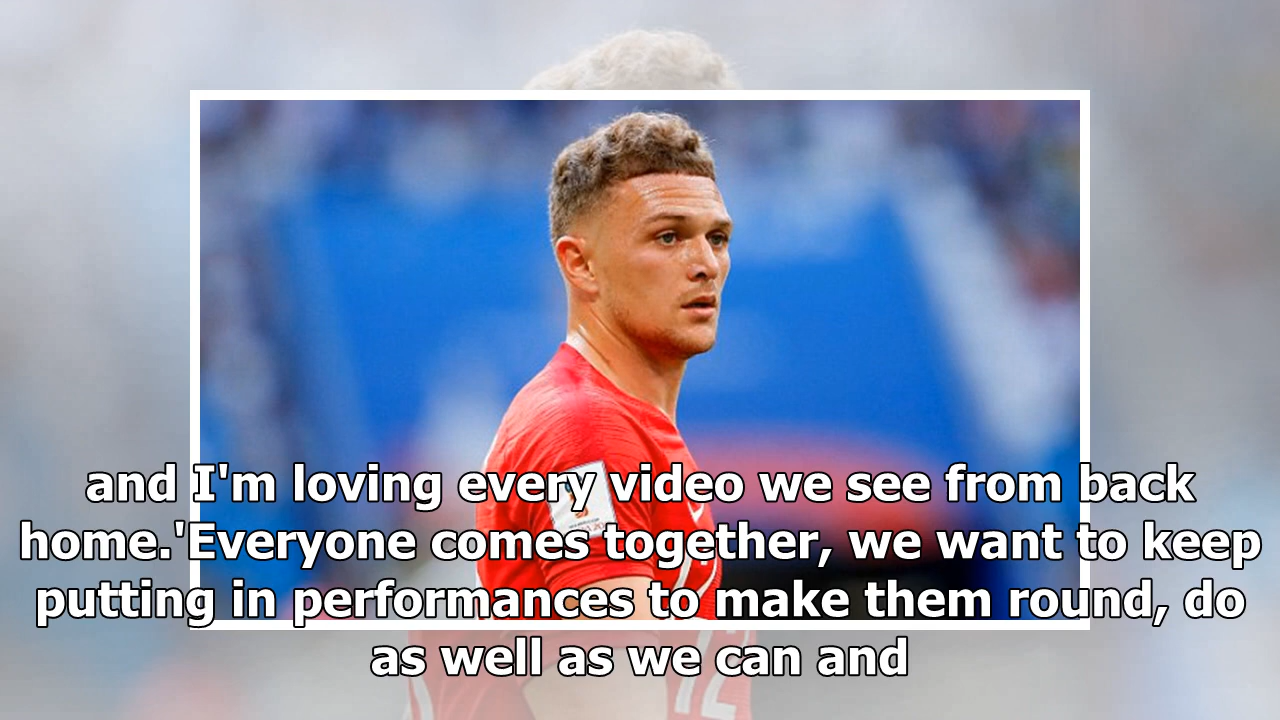 and I'm loving every video we see from back
home.'Everyone comes together, we want to keep
putting in performances to make them round, do
as well as we can and
12